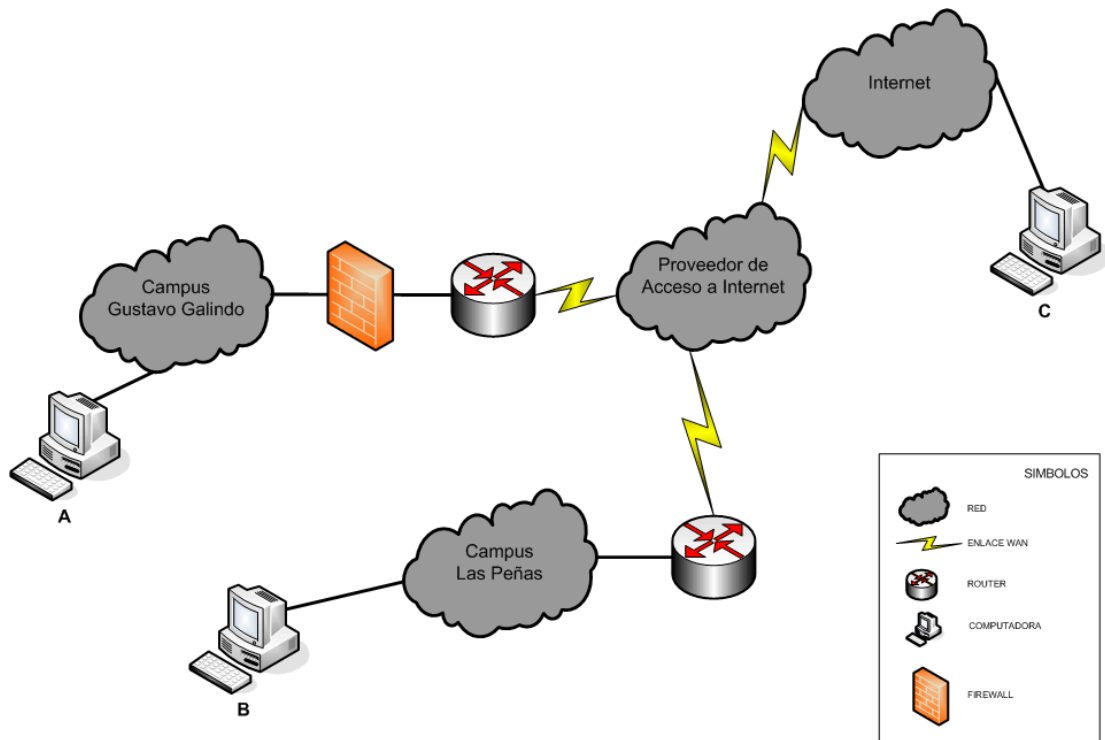 Internet
Proveedor de
Acceso a Internet
Campus
Gustavo Galindo
C
A
Campus
Las Peñas
B
SIMBOLOS
RED
ENLACE WAN
ROUTER
COMPUTADORA
FIREWALL